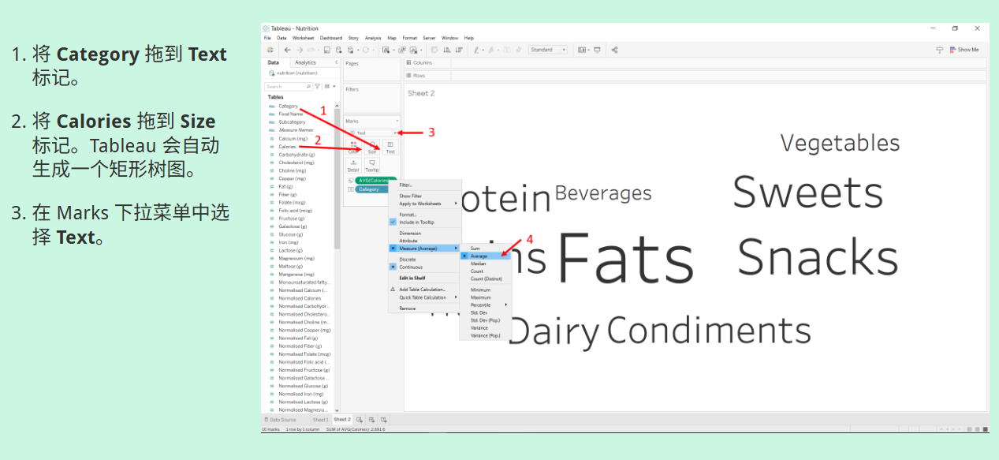 1. 将 Category 拖到 Text
标记。
2. 将 Calories 拖到 Size
标记。Tableau 会自动
生成一个矩形树图。
3. 在 Marks 下拉菜单中选
择 Text。
Tableau - Nutrition
File Data Worksheet Dashboard Story Analysis Map Format Server Window Help
Standard
Show Me
Data Analytics
Pages
Columns
nutrition (nutrition)
Rows
Search
Filters
Sheet 2
Tables
Category
Food Name
Subcategory
Measure Names
Calcium (mg)
Calories
Carbohydrate (g)
Cholesterol (mg)
Choline (mg)
Copper (mg)
Fat (g)
Fiber (g)
Folate (mcg)
Folic acid (mcg)
Fructose (g)
Galactose (g)
Glucose (g)
Iron (mg)
Lactose (g)
Magnesium (mg)
Maltose (g)
Manganese (mg)
Monounsaturated fatty...
Normalised Calcium (...
Normalised Calories
Normalised Carbohydr...
Normalised Cholestero...
Normalised Choline (m...
Normalised Copper (mg)
Normalised Fat (g)
Normalised Fiber (g)
Normalised Folate (mcg)
Normalised Folic acid (...
Normalised Fructose (g)
Normalised Galactose ...
Normalised Glucose (g)
Normalised Iron (mg)
Normalised Lactose (g)
Normalised Magnesiu...
Marks
Text
Color Size Text
Detail Tooltip
AVG(Calories)
Category
1
2
3
4
Filter...
Show Filter
Apply to Worksheets
Format...
Include in Tooltip
Dimension
Attribute
Measure (Average)
Discrete
Continuous
Edit in Shelf
Add Table Calculation...
Quick Table Calculation
Remove
Sum
Average
Median
Count
Count (Distinct)
Minimum
Maximum
Percentile
Std. Dev
Std. Dev (Pop.)
Variance
Variance (Pop.)
Vegetables
otein Beverages Sweets
ns Fats Snacks
Dairy Condiments
Data Source Sheet 1 Sheet 2
10 marks 1 row by 1 column SUM of AVG(Calories): 2,891.6